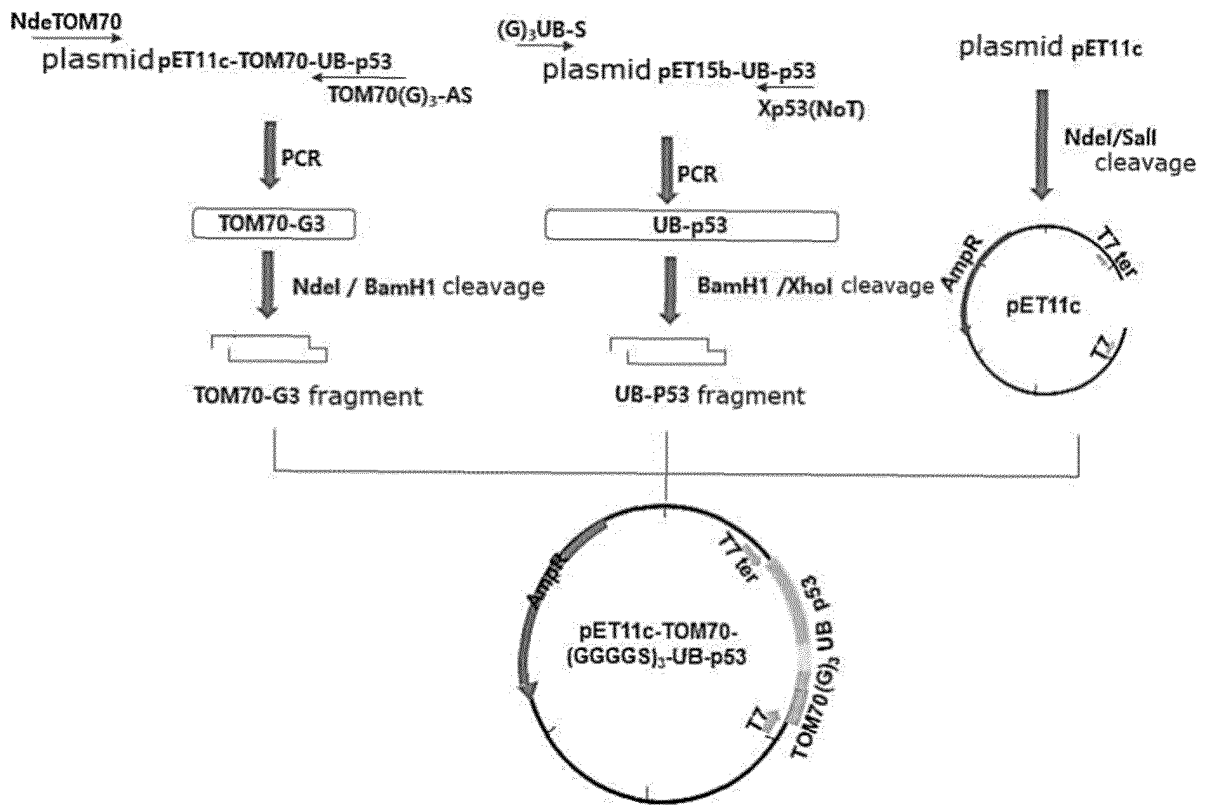 NdeTOM70
plasmid pET11c-TOM70-UB-p53
TOM70(G)₃-AS
PCR
TOM70-G3
NdeI / BamH1 cleavage
TOM70-G3 fragment
(G)₃UB-S
plasmid pET15b-UB-p53
Xp53(NoT)
PCR
UB-p53
BamH1 /XhoI cleavage
UB-P53 fragment
plasmid pET11c
NdeI/SalI
cleavage
AmpR
T7 ter
pET11c
T7
AmpR
T7 ter
pET11c-TOM70-
(GGGGS)₃-UB-p53
T7
TOM70(G)₃ UB p53